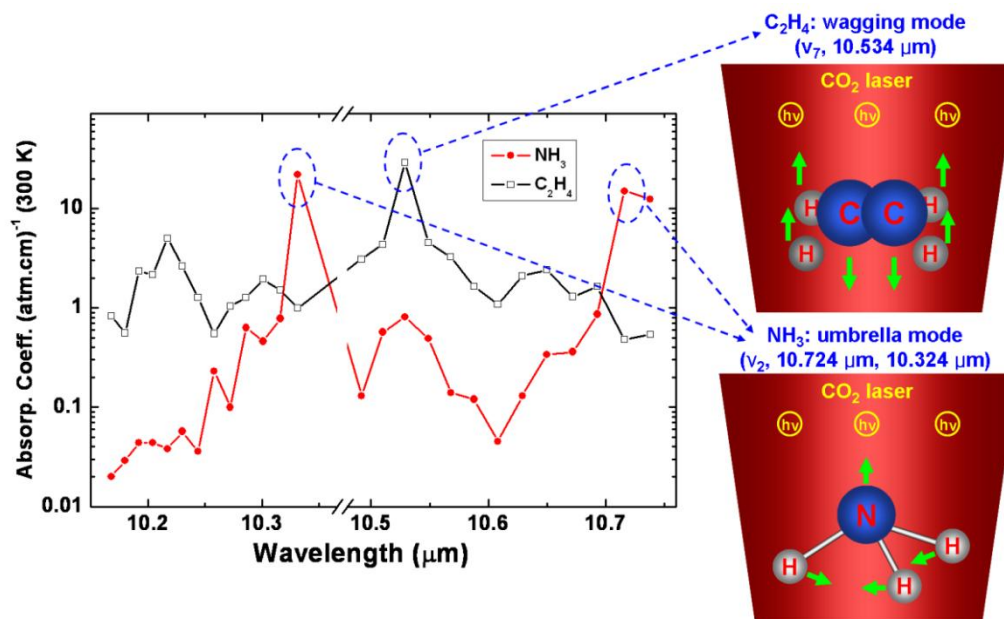 C₂H₄: wagging mode
(ν₇, 10.534 μm)
CO₂ laser
hν hν hν
H C C H
H H
NH₃
C₂H₄
Absorp. Coeff. (atm.cm)⁻¹ (300 K)
10
1
0.1
0.01
10.2 10.3 10.5 10.6 10.7
Wavelength (μm)
NH₃: umbrella mode
(ν₂, 10.724 μm, 10.324 μm)
CO₂ laser
hν hν hν
N
H H H